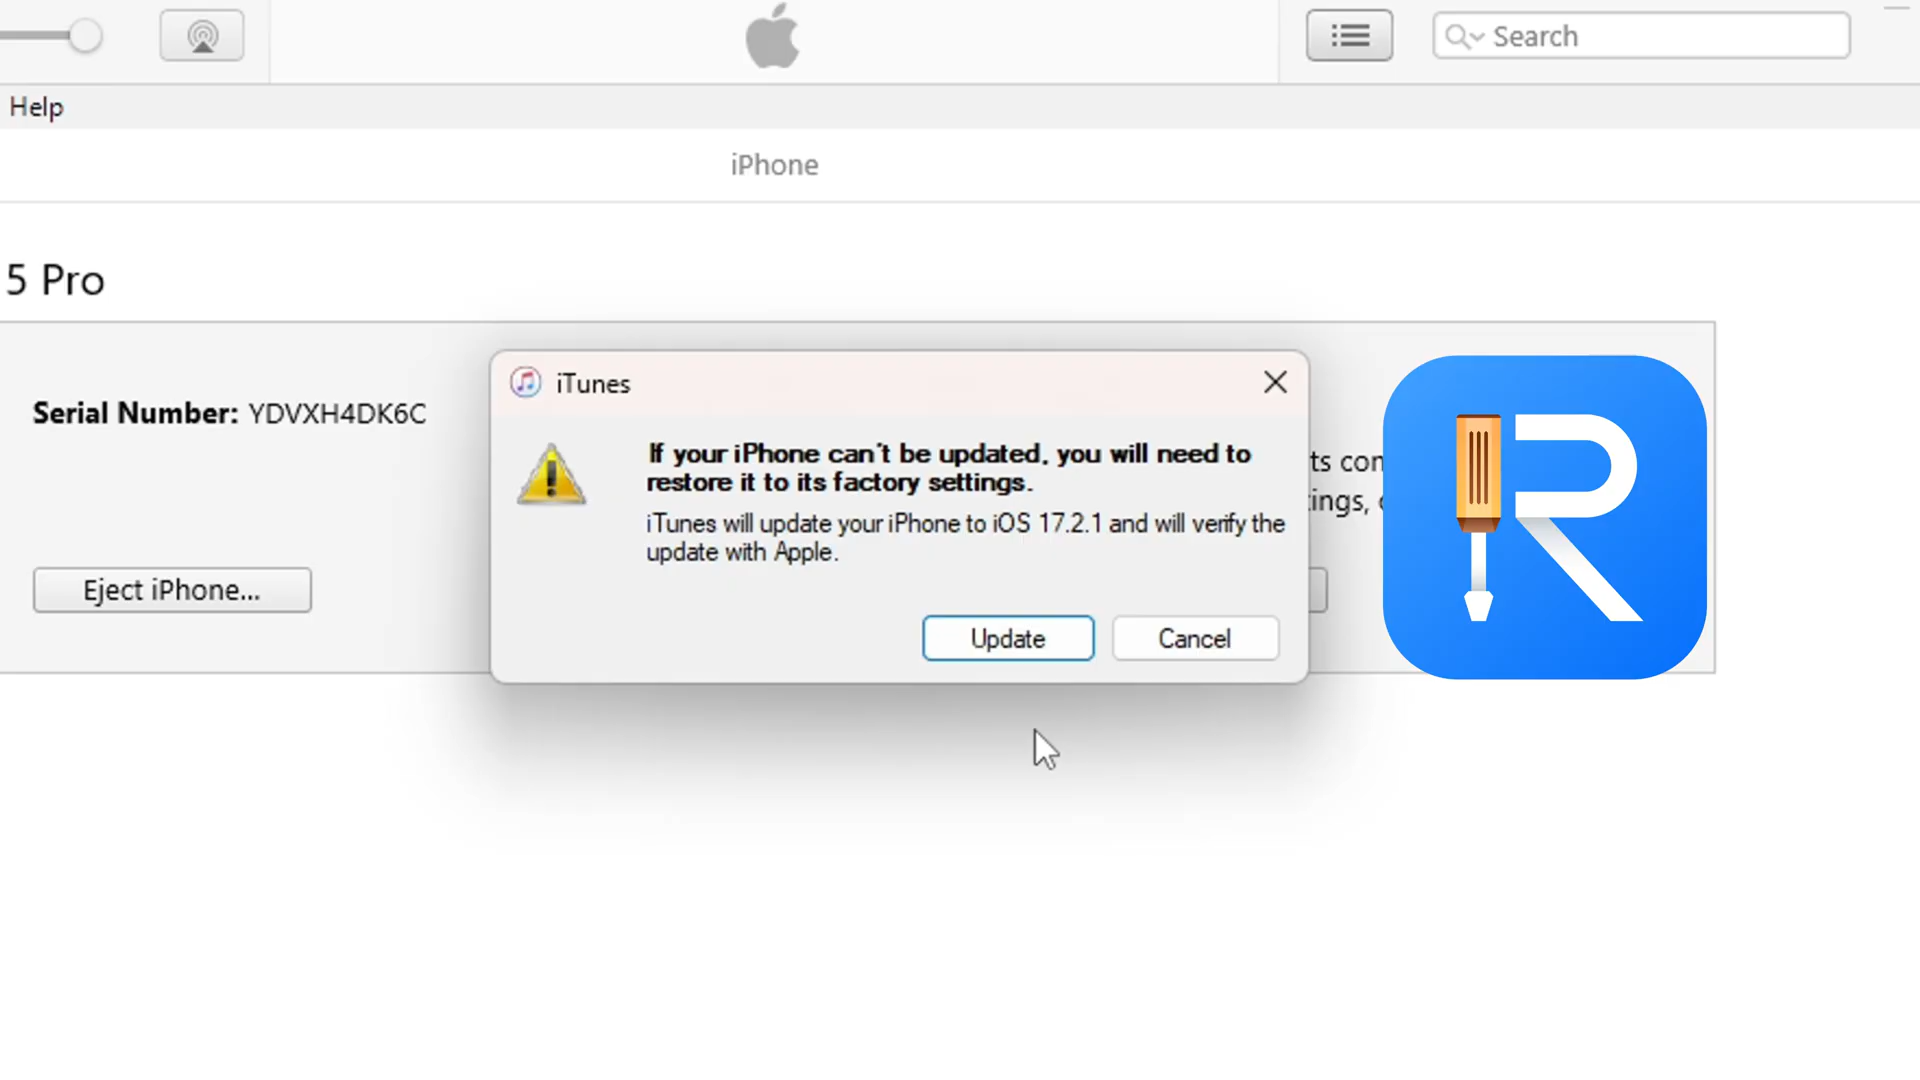 Search
Help
iPhone
5 Pro
iTunes
Serial Number: YDVXH4DK6C
If your iPhone can't be updated, you will need to
restore it to its factory settings.
ts con
ings,
iTunes will update your iPhone to iOS 17.2.1 and will verify the
update with Apple.
Eject iPhone...
Update
Cancel
R